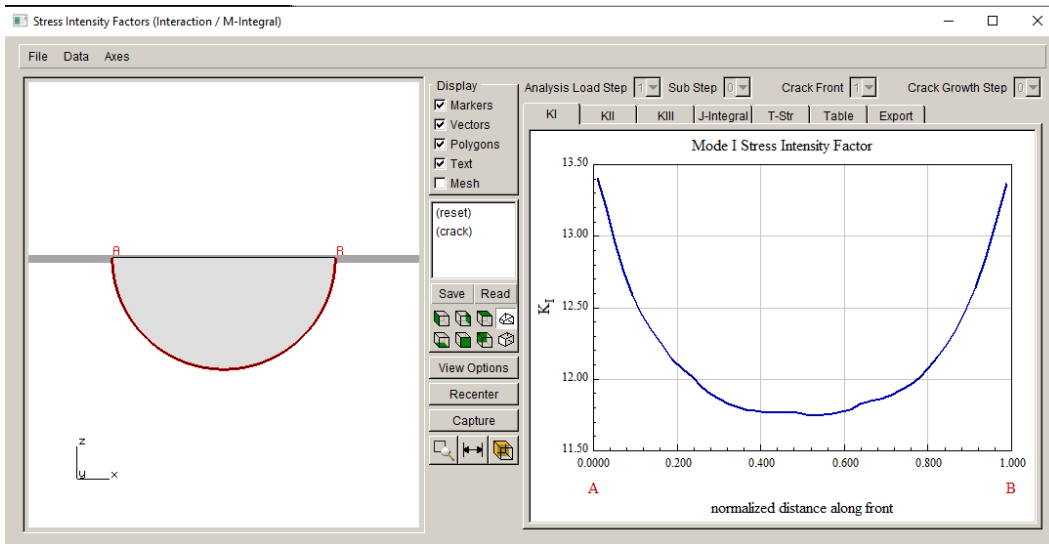 Stress Intensity Factors (Interaction / M-Integral)
File Data Axes
A B
z
y x
Display
Markers
Vectors
Polygons
Text
Mesh
(reset)
(crack)
Save Read
View Options
Recenter
Capture
Analysis Load Step 1 Sub Step 0 Crack Front 1 Crack Growth Step 0
KI KII KIII J-Integral T-Str Table Export
Mode I Stress Intensity Factor
13.50
13.00
12.50
12.00
11.50
KI
0.0000 0.200 0.400 0.600 0.800 1.000
A B
normalized distance along front